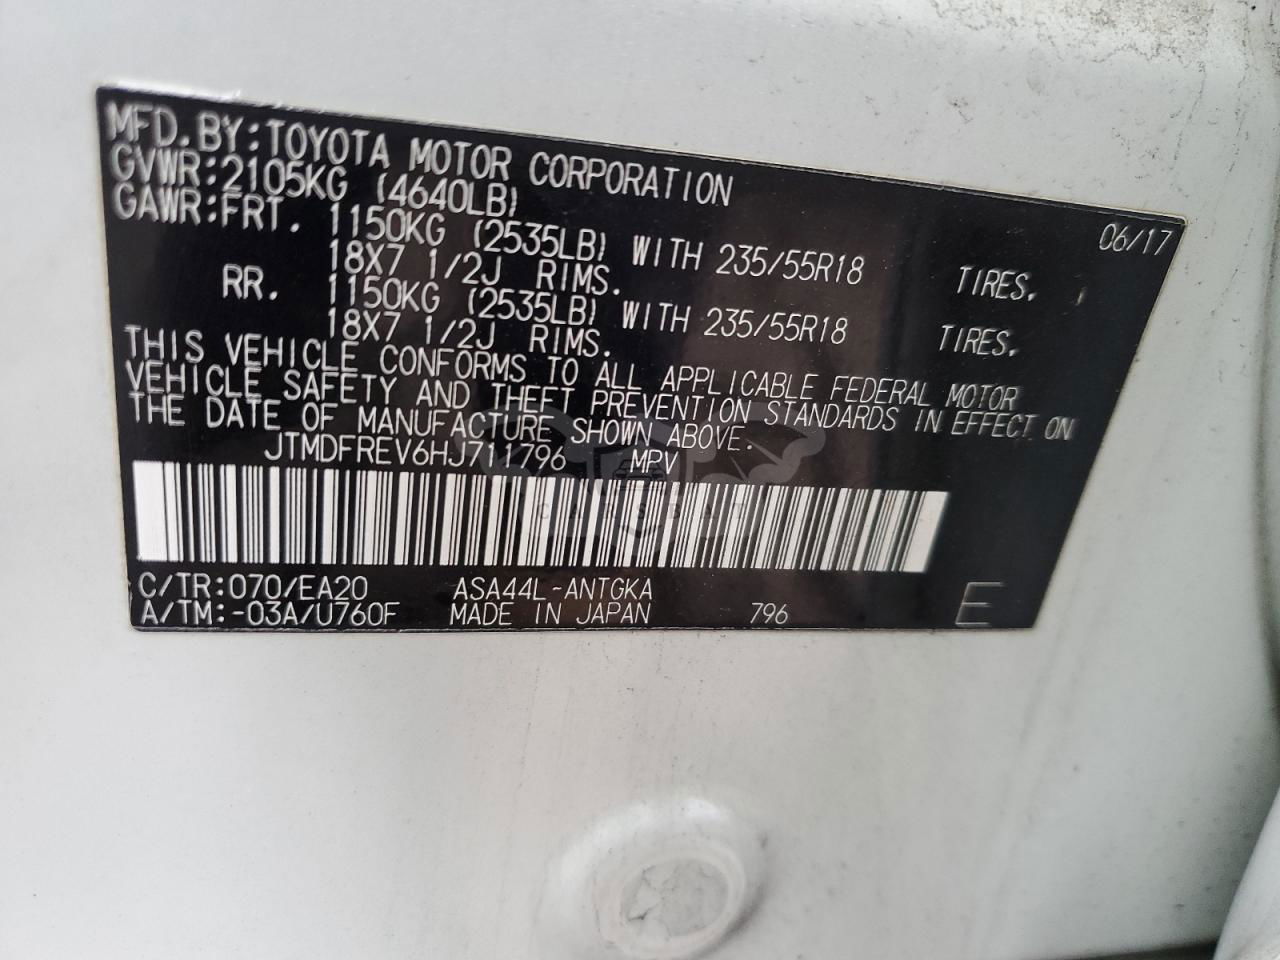 MFD.BY:TOYOTA MOTOR CORPORATION 06/17
GVWR:2105KG (4640LB)
GAWR:FRT. 1150KG (2535LB) WITH 235/55R18 TIRES.
18X7 1/2J RIMS.
RR. 1150KG (2535LB) WITH 235/55R18 TIRES.
18X7 1/2J RIMS.
THIS VEHICLE CONFORMS TO ALL APPLICABLE FEDERAL MOTOR
VEHICLE SAFETY AND THEFT PREVENTION STANDARDS IN EFFECT ON
THE DATE OF MANUFACTURE SHOWN ABOVE.
JTMDFREV6HJ711796 MPV
CARSBAT
C/TR:070/EA20 ASA44L-ANTGKA
A/TM:-03A/U760F MADE IN JAPAN 796 E